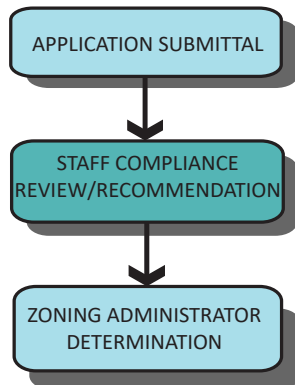 APPLICATION SUBMITTAL
STAFF COMPLIANCE
REVIEW/RECOMMENDATION
ZONING ADMINISTRATOR
DETERMINATION